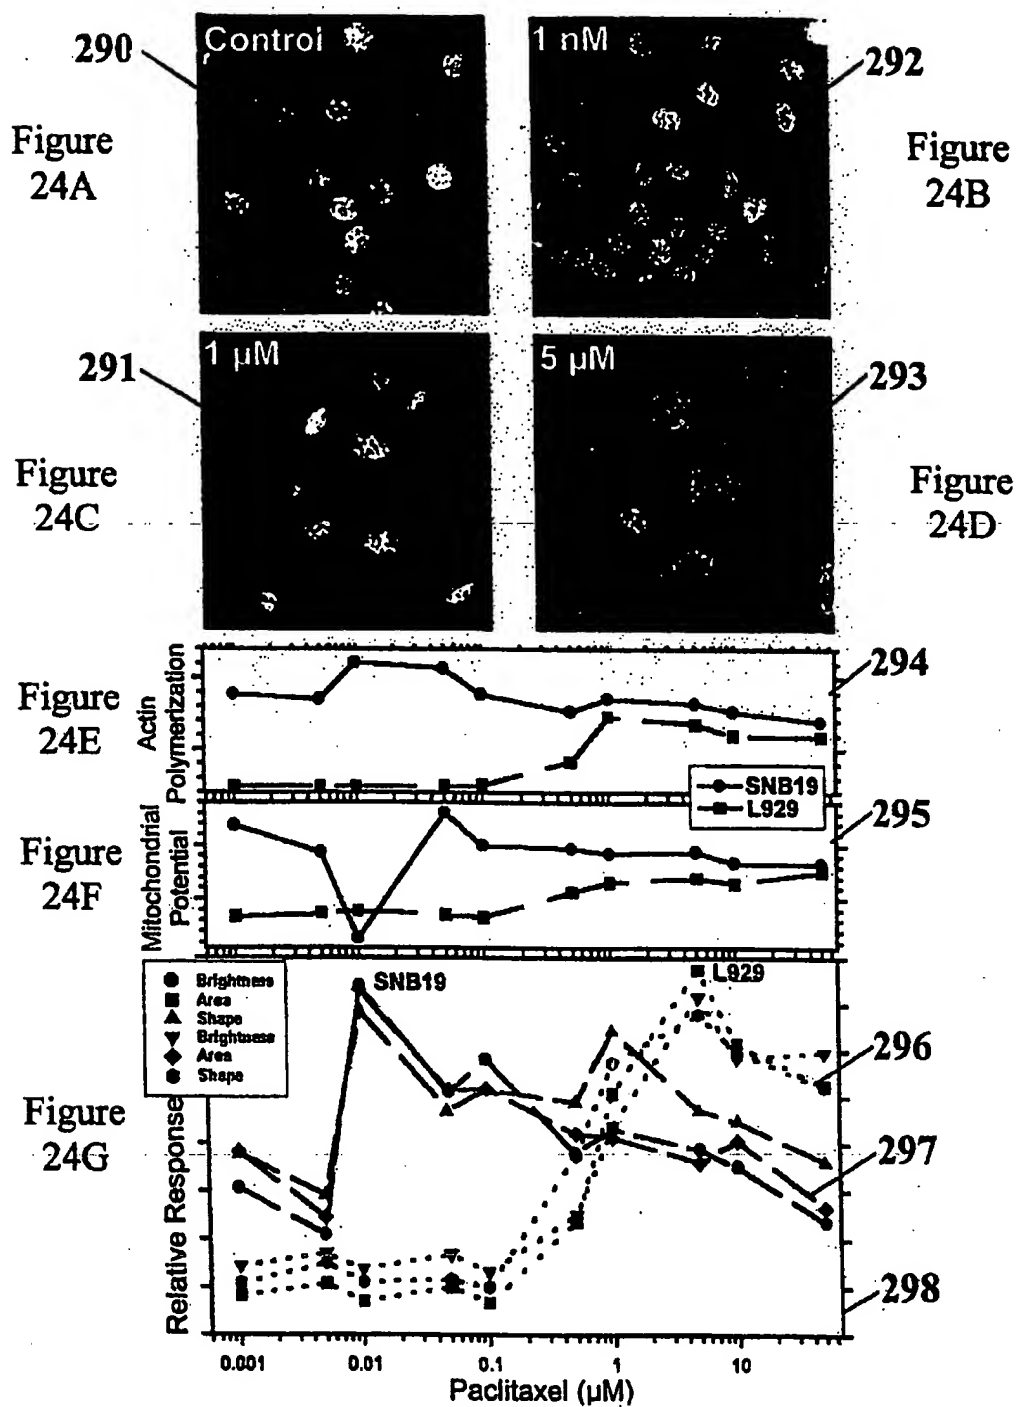 290
Control
1 nM
292
Figure
24A
Figure
24B
291
1 µM
5 µM
293
Figure
24C
Figure
24D
Figure
24E
Actin
Polymerization
294
SNB19
L929
Figure
24F
Mitochondrial
Potential
295
Brightness
Area
Shape
Brightness
Area
Shape
SNB19
L929
296
Figure
24G
Relative Response
297
298
0.001
0.01
0.1
1
10
Paclitaxel (µM)